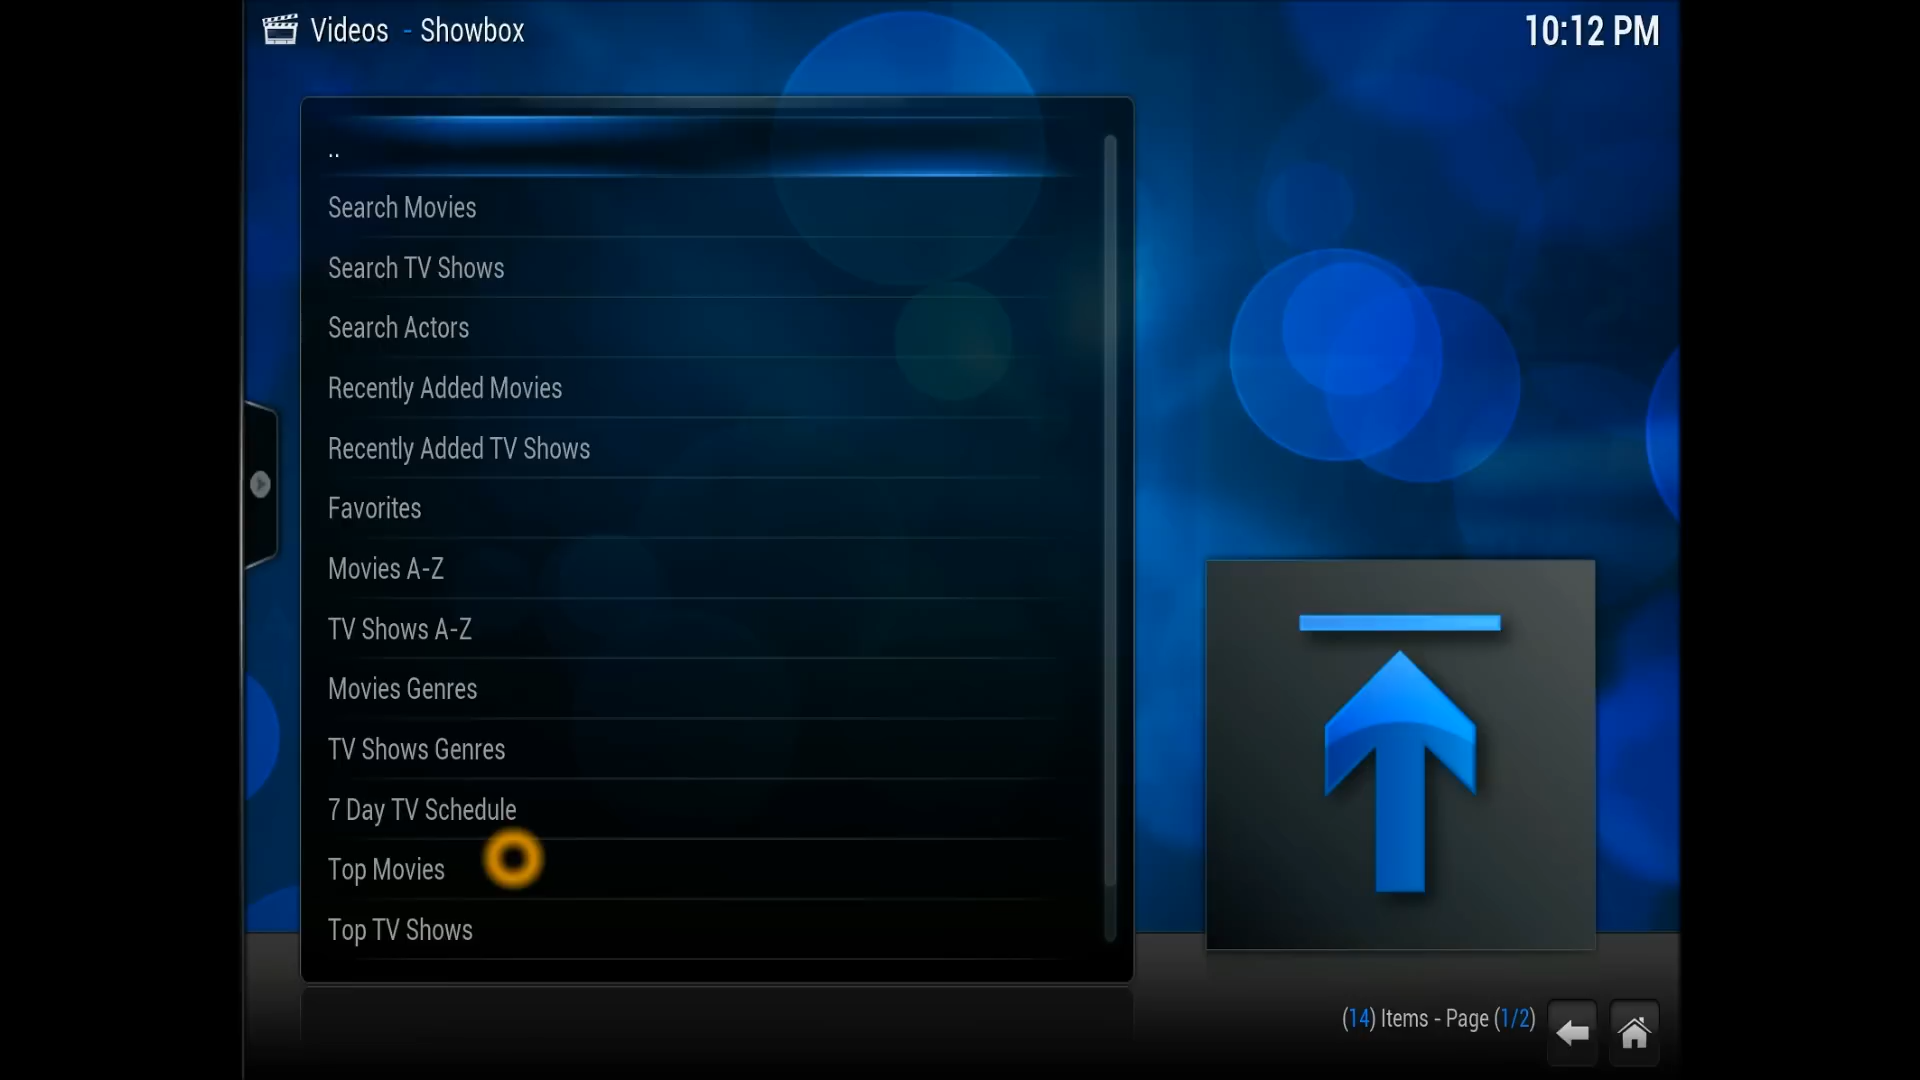 Videos - Showbox
10:12 PM
..
Search Movies
Search TV Shows
Search Actors
Recently Added Movies
Recently Added TV Shows
Favorites
Movies A-Z
TV Shows A-Z
Movies Genres
TV Shows Genres
7 Day TV Schedule
Top Movies
Top TV Shows
(14) Items - Page (1/2)